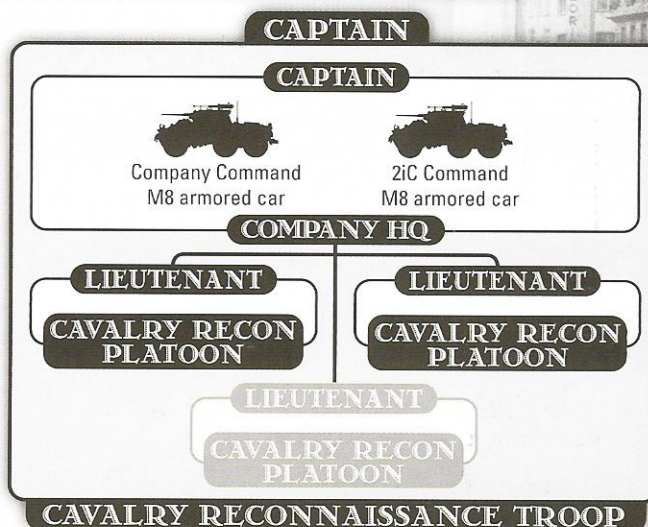 CAPTAIN
CAPTAIN
Company Command
M8 armored car
2iC Command
M8 armored car
COMPANY HQ
LIEUTENANT
CAVALRY RECON
PLATOON
LIEUTENANT
CAVALRY RECON
PLATOON
LIEUTENANT
CAVALRY RECON
PLATOON
CAVALRY RECONNAISSANCE TROOP